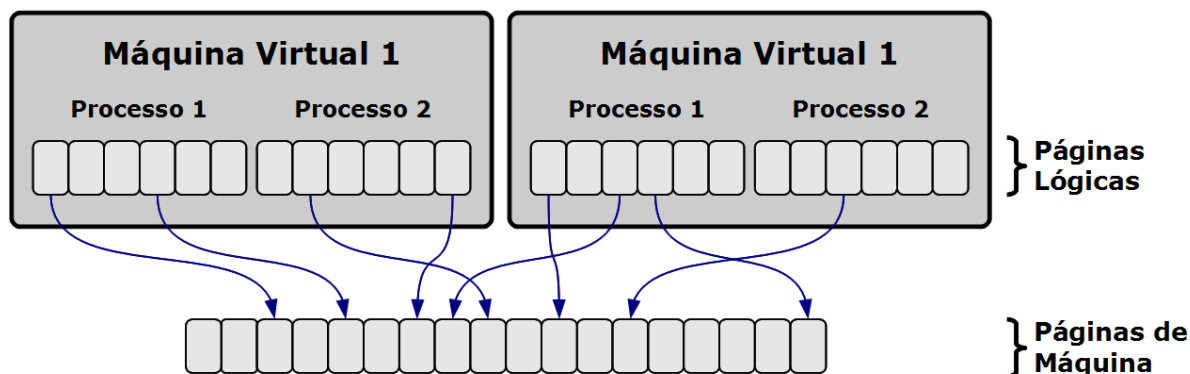 Máquina Virtual 1
Máquina Virtual 1
Processo 1
Processo 2
Processo 1
Processo 2
Páginas
Lógicas
Páginas de
Máquina